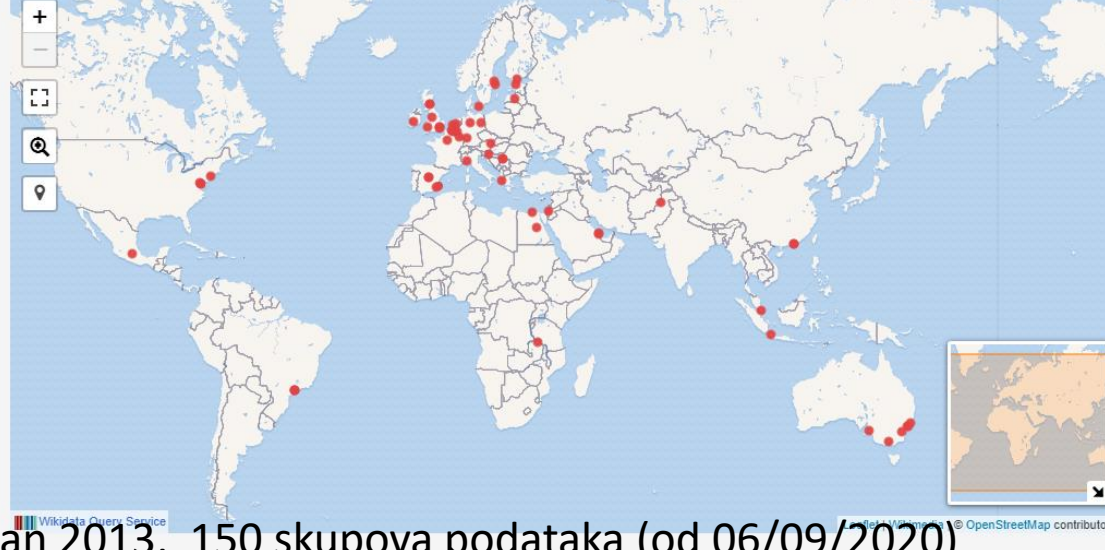 +
−
Wikidata Query Service
Leaflet | Wikimedia | © OpenStreetMap contributo
an 2013. 150 skupova podataka (od 06/09/2020)